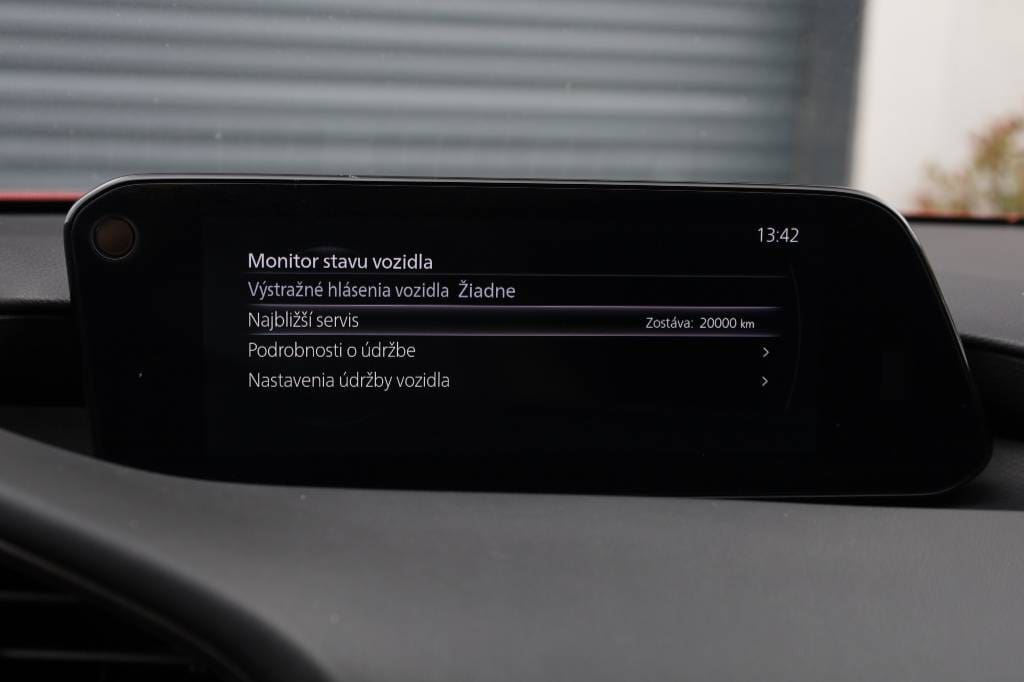 13:42
Monitor stavu vozidla
Výstražné hlásenia vozidla Žiadne
Najbližší servis Zostáva: 20000 km
Podrobnosti o údržbe
Nastavenia údržby vozidla